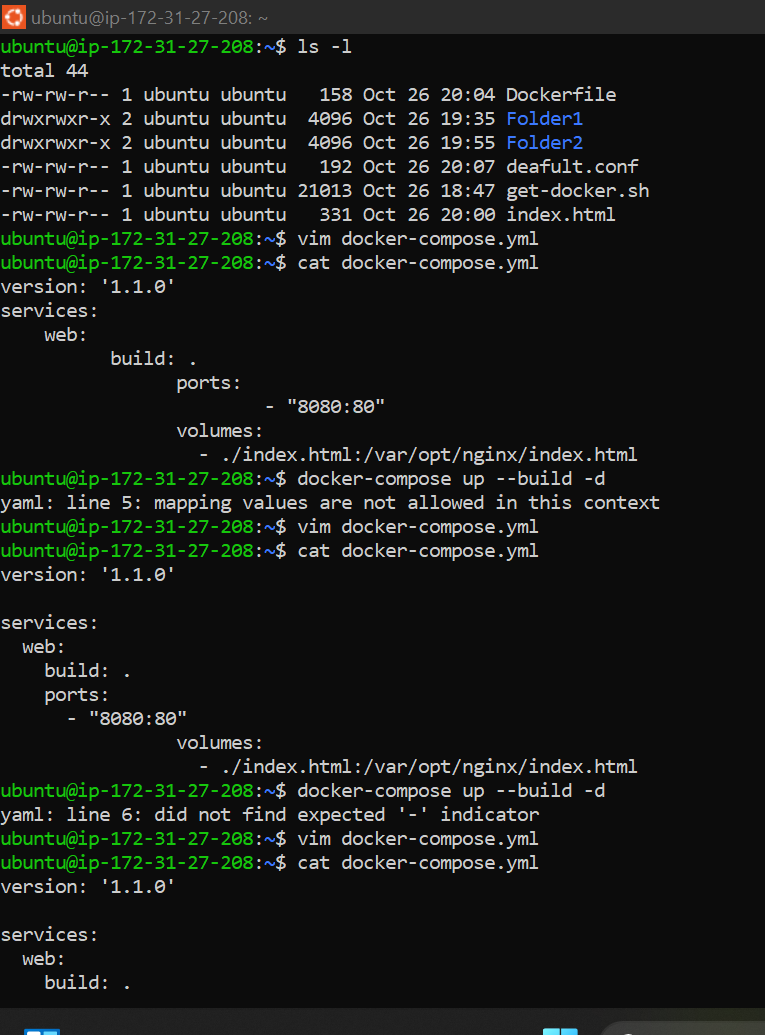 ubuntu@ip-172-31-27-208: ~
ubuntu@ip-172-31-27-208:~$ ls -l
total 44
-rw-rw-r-- 1 ubuntu ubuntu   158 Oct 26 20:04 Dockerfile
drwxrwxr-x 2 ubuntu ubuntu  4096 Oct 26 19:35 Folder1
drwxrwxr-x 2 ubuntu ubuntu  4096 Oct 26 19:55 Folder2
-rw-rw-r-- 1 ubuntu ubuntu   192 Oct 26 20:07 deafult.conf
-rw-rw-r-- 1 ubuntu ubuntu 21013 Oct 26 18:47 get-docker.sh
-rw-rw-r-- 1 ubuntu ubuntu   331 Oct 26 20:00 index.html
ubuntu@ip-172-31-27-208:~$ vim docker-compose.yml
ubuntu@ip-172-31-27-208:~$ cat docker-compose.yml
version: '1.1.0'
services:
    web:
          build: .
                ports:
                        - "8080:80"
                volumes:
                  - ./index.html:/var/opt/nginx/index.html
ubuntu@ip-172-31-27-208:~$ docker-compose up --build -d
yaml: line 5: mapping values are not allowed in this context
ubuntu@ip-172-31-27-208:~$ vim docker-compose.yml
ubuntu@ip-172-31-27-208:~$ cat docker-compose.yml
version: '1.1.0'

services:
  web:
    build: .
    ports:
      - "8080:80"
                volumes:
                  - ./index.html:/var/opt/nginx/index.html
ubuntu@ip-172-31-27-208:~$ docker-compose up --build -d
yaml: line 6: did not find expected '-' indicator
ubuntu@ip-172-31-27-208:~$ vim docker-compose.yml
ubuntu@ip-172-31-27-208:~$ cat docker-compose.yml
version: '1.1.0'

services:
  web:
    build: .